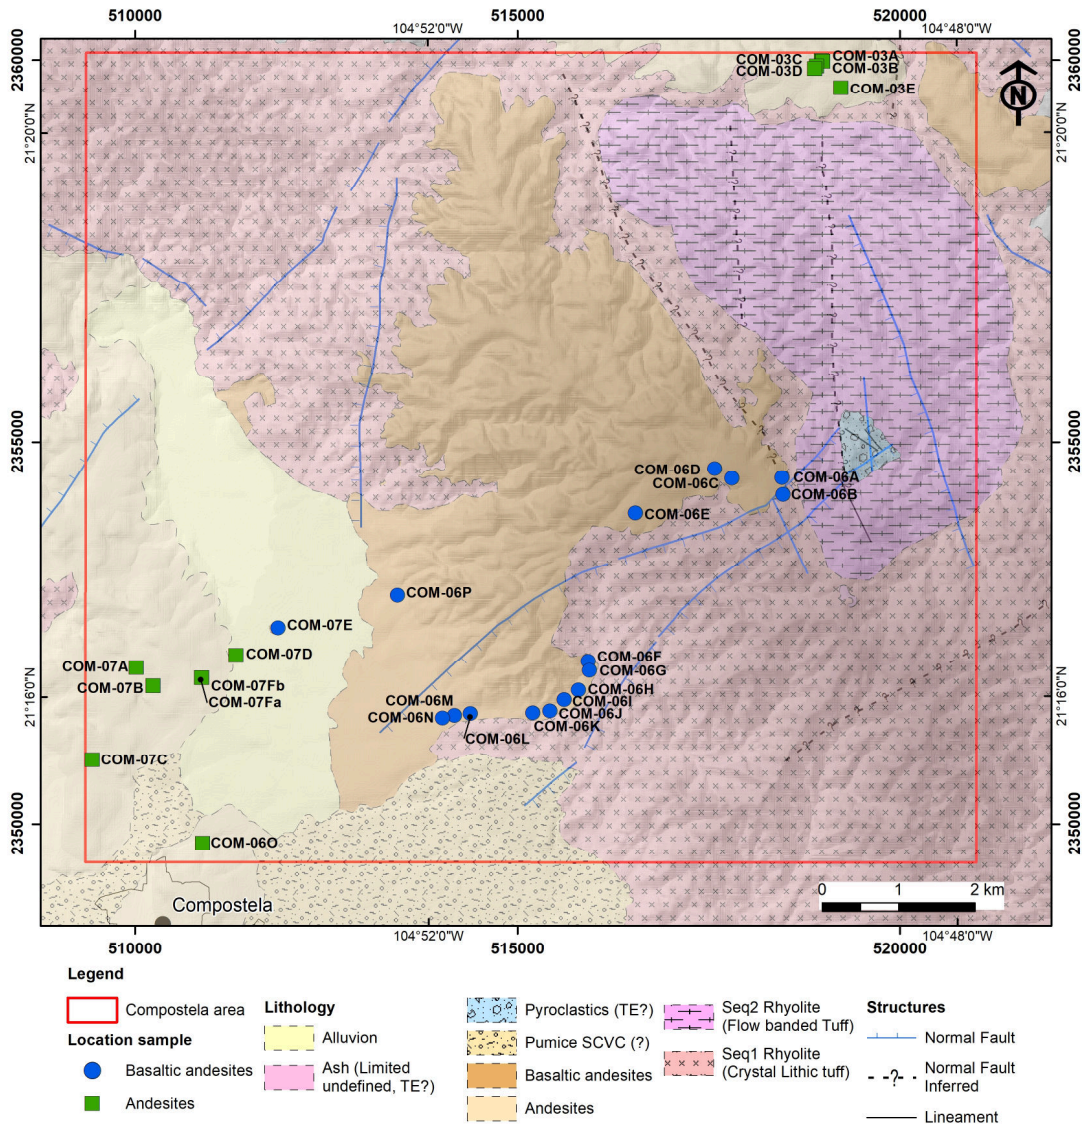 510000
515000
520000
104°52'0"W
104°48'0"W
2360000
2360000
21°20'0"N
21°20'0"N
2355000
2355000
21°16'0"N
21°16'0"N
2350000
2350000
N
COM-03C
COM-03A
COM-03D
COM-03B
COM-03E
COM-06D
COM-06C
COM-06A
COM-06B
COM-06E
COM-06P
COM-07E
COM-07D
COM-07A
COM-07B
COM-07Fb
COM-07Fa
COM-07C
COM-06F
COM-06G
COM-06H
COM-06I
COM-06J
COM-06K
COM-06M
COM-06N
COM-06L
COM-06O
Compostela
0 1 2 km
510000
104°52'0"W
515000
520000
104°48'0"W
Legend
Compostela area
Location sample
Basaltic andesites
Andesites
Lithology
Alluvion
Ash (Limited
undefined, TE?)
Pyroclastics (TE?)
Pumice SCVC (?)
Basaltic andesites
Andesites
Seq2 Rhyolite
(Flow banded Tuff)
Seq1 Rhyolite
(Crystal Lithic tuff)
Structures
Normal Fault
Normal Fault
Inferred
Lineament